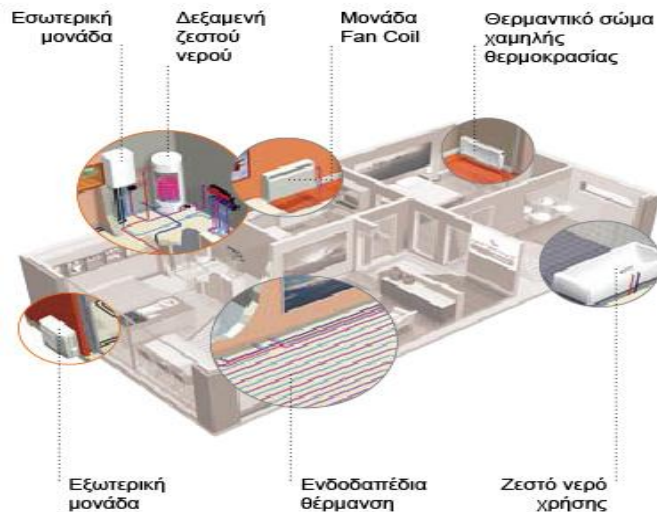 Εσωτερική
μονάδα
Δεξαμενή
ζεστού
νερού
Μονάδα
Fan Coil
Θερμαντικό σώμα
χαμηλής
θερμοκρασίας
Εξωτερική
μονάδα
Ενδοδαπέδια
θέρμανση
Ζεστό νερό
χρήσης